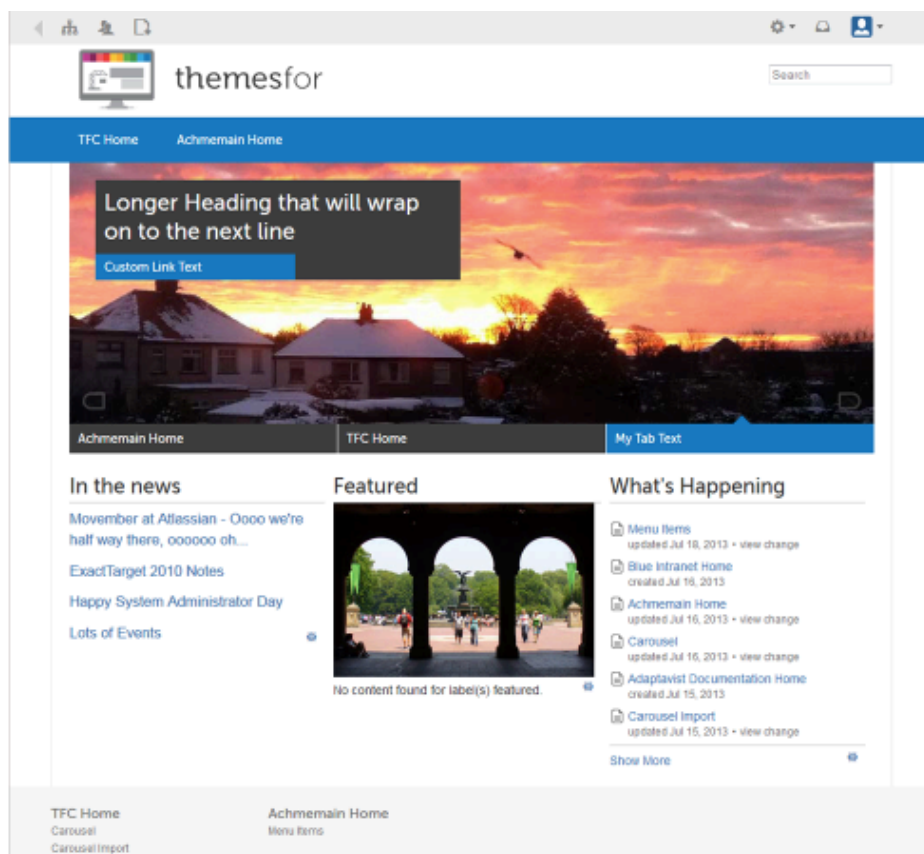 themesfor
Search
TFC Home
Achmemain Home
Longer Heading that will wrap
on to the next line
Custom Link Text
Achmemain Home
TFC Home
My Tab Text
In the news
Movember at Atlassian - Oooo we're
half way there, oooooo oh...
ExactTarget 2010 Notes
Happy System Administrator Day
Lots of Events
Featured
No content found for label(s) featured.
What's Happening
Menu Items
updated Jul 18, 2013 • view change
Blue Intranet Home
created Jul 16, 2013
Achmemain Home
updated Jul 16, 2013 • view change
Carousel
updated Jul 16, 2013 • view change
Adaptavist Documentation Home
created Jul 15, 2013
Carousel Import
updated Jul 15, 2013 • view change
Show More
TFC Home
Carousel
Carousel Import
Achmemain Home
Menu Items